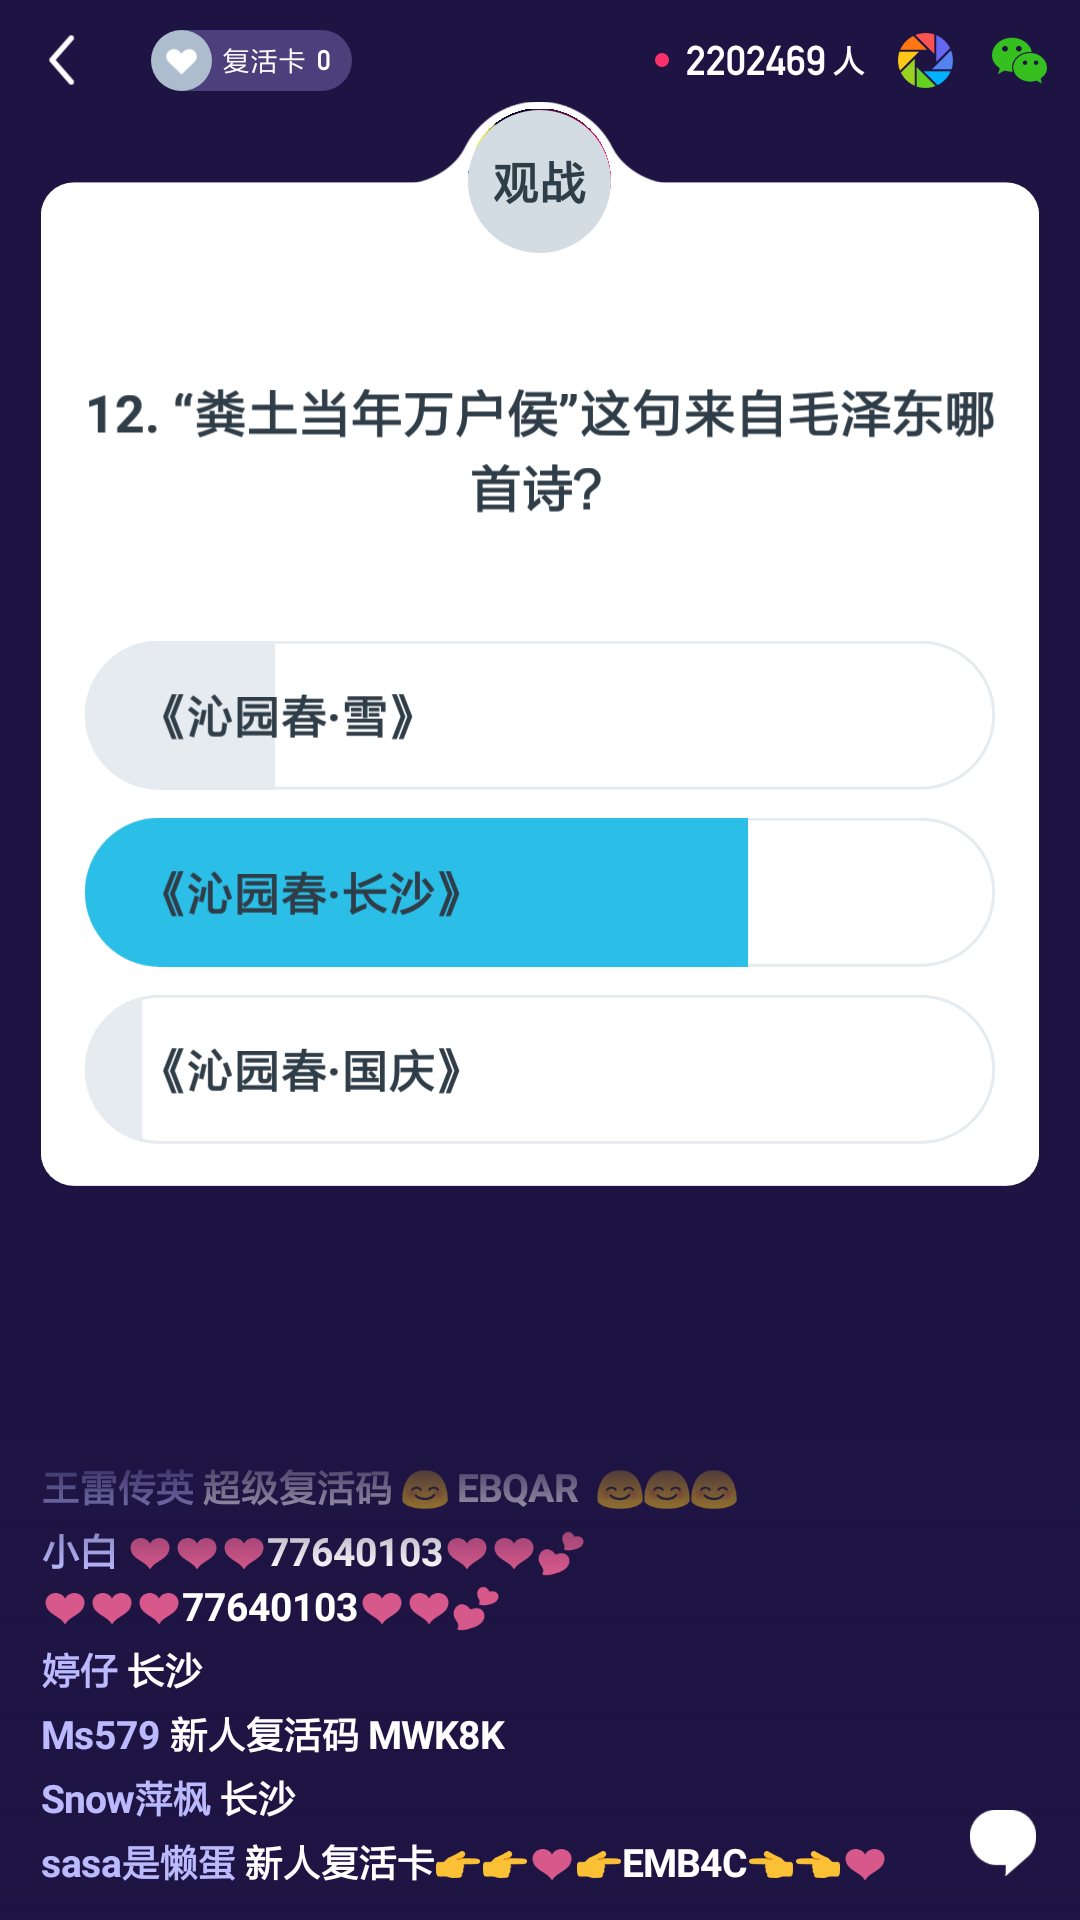 复活卡 0
2202469 人
观战
12. “粪土当年万户侯”这句来自毛泽东哪
首诗?
《沁园春·雪》
《沁园春·长沙》
《沁园春·国庆》
王雷传英 超级复活码 😊 EBQAR 😊😊😊
小白 ❤❤❤77640103❤❤💕
❤❤❤77640103❤❤💕
婷仔 长沙
Ms579 新人复活码 MWK8K
Snow萍枫 长沙
sasa是懒蛋 新人复活卡👉👉❤👉EMB4C👈👈❤